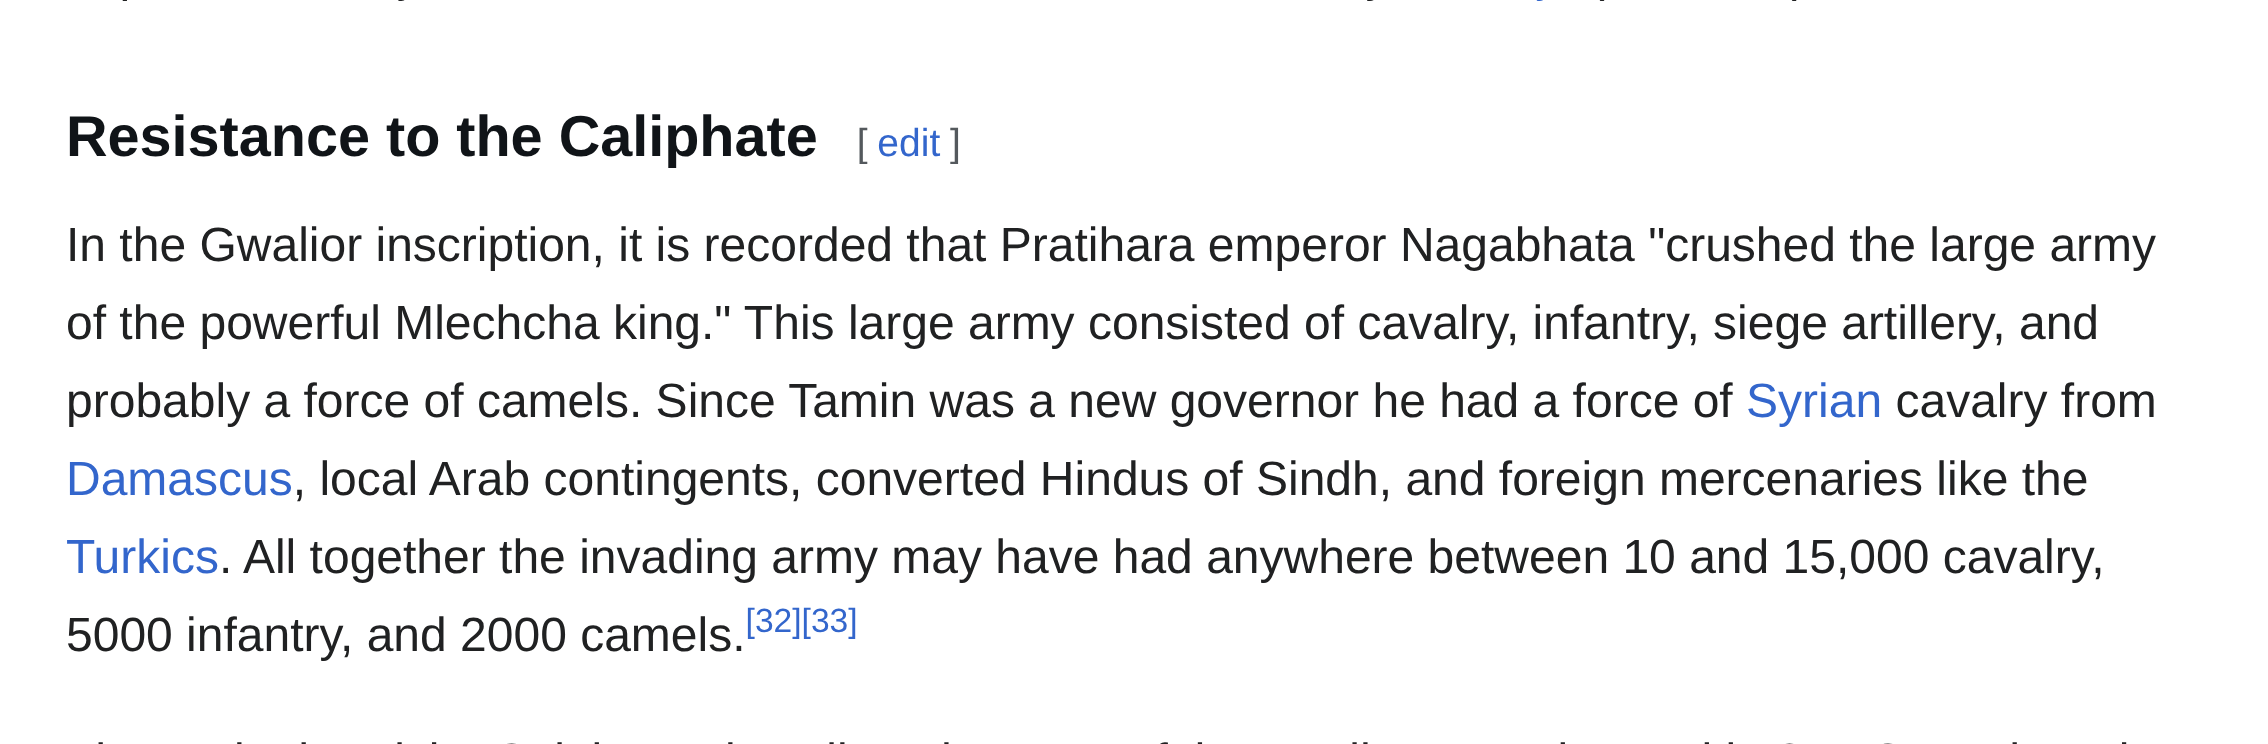 Resistance to the Caliphate [ edit ]
In the Gwalior inscription, it is recorded that Pratihara emperor Nagabhata "crushed the large army
of the powerful Mlechcha king." This large army consisted of cavalry, infantry, siege artillery, and
probably a force of camels. Since Tamin was a new governor he had a force of Syrian cavalry from
Damascus, local Arab contingents, converted Hindus of Sindh, and foreign mercenaries like the
Turkics. All together the invading army may have had anywhere between 10 and 15,000 cavalry,
5000 infantry, and 2000 camels.[32][33]